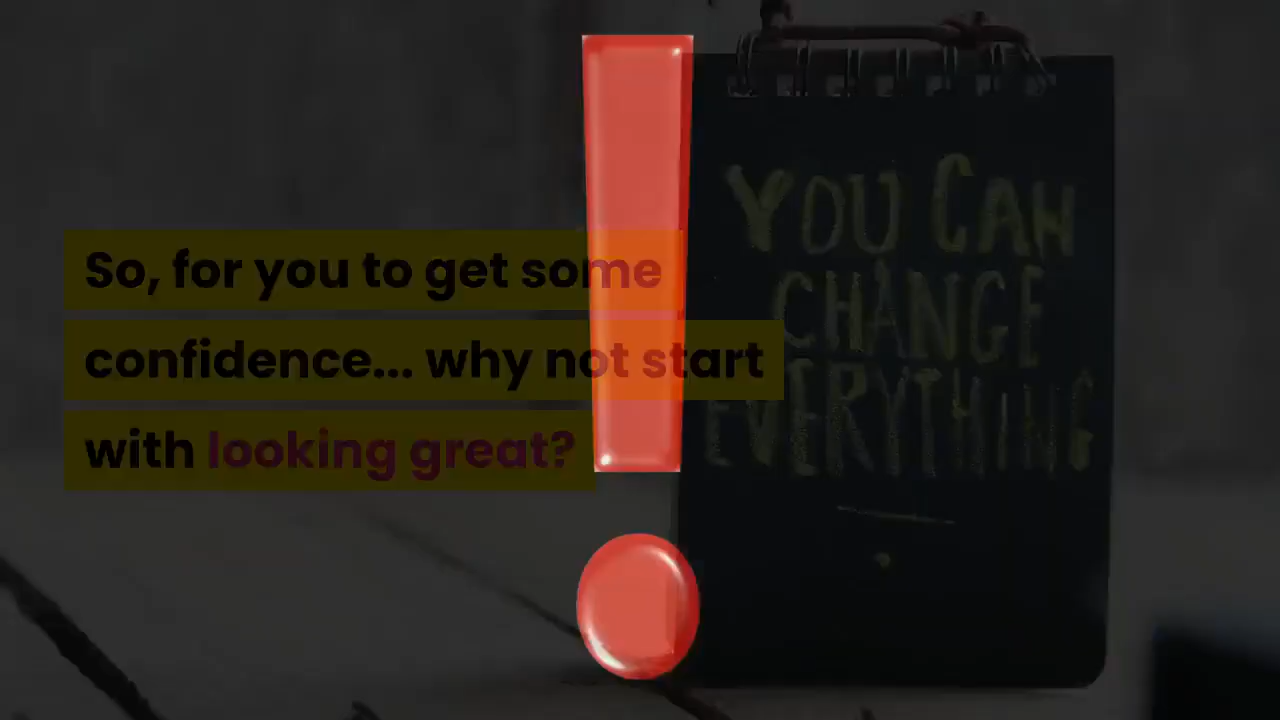 So, for you to get some
confidence... why not start
with looking great?
YOU CAN
CHANGE
EVERYTHING